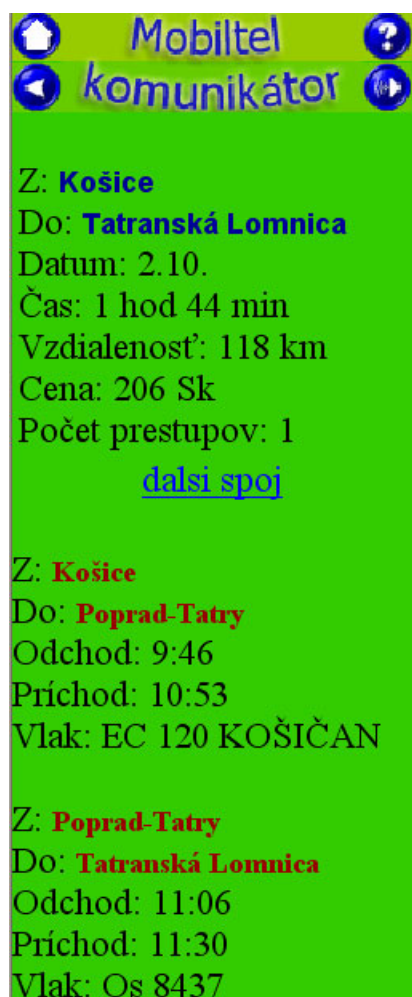 Mobiltel
?
komunikátor
Z: Košice
Do: Tatranská Lomnica
Datum: 2.10.
Čas: 1 hod 44 min
Vzdialenosť: 118 km
Cena: 206 Sk
Počet prestupov: 1
dalsi spoj
Z: Košice
Do: Poprad-Tatry
Odchod: 9:46
Príchod: 10:53
Vlak: EC 120 KOŠIČAN
Z: Poprad-Tatry
Do: Tatranská Lomnica
Odchod: 11:06
Príchod: 11:30
Vlak: Os 8437